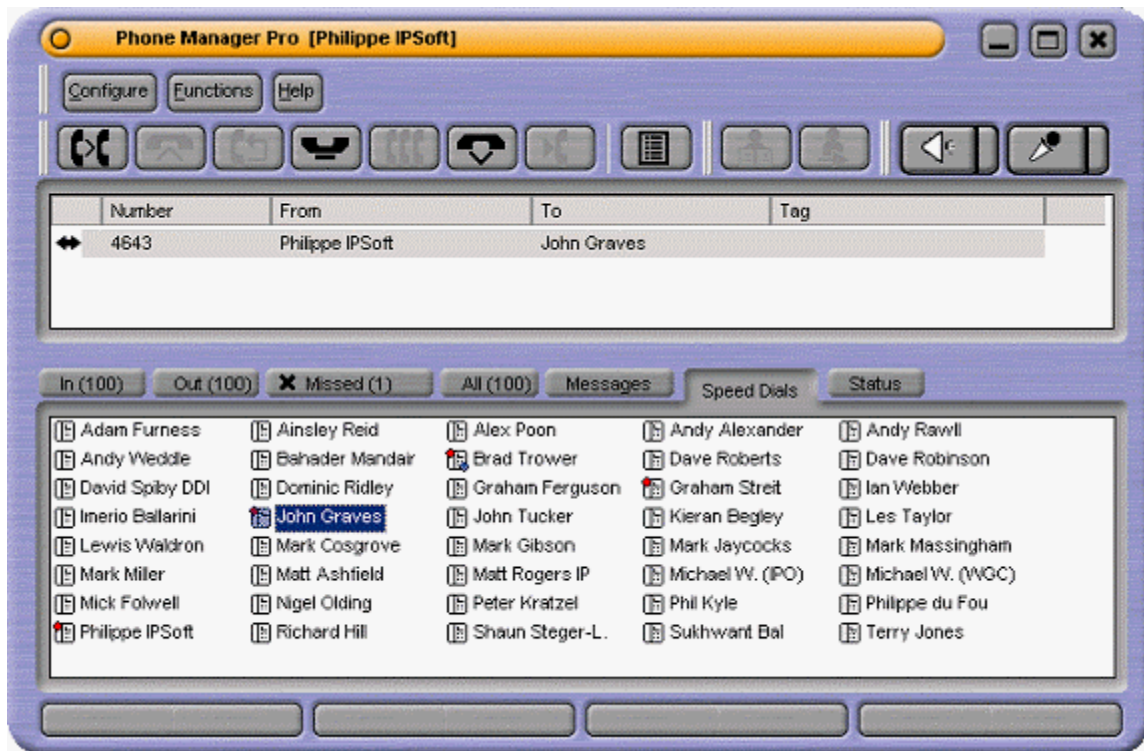 Phone Manager Pro [Philippe IPSoft]
Configure Functions Help
Number From To Tag
4643 Philippe IPSoft John Graves
In (100) Out (100) Missed (1) All (100) Messages Speed Dials Status
Adam Furness Ainsley Reid Alex Poon Andy Alexander Andy Rawll
Andy Weddle Bahader Mandair Brad Trower Dave Roberts Dave Robinson
David Spiby DDI Dominic Ridley Graham Ferguson Graham Streit Ian Webber
Imerio Ballarini John Graves John Tucker Kieran Begley Les Taylor
Lewis Waldron Mark Cosgrove Mark Gibson Mark Jaycocks Mark Massingham
Mark Miller Matt Ashfield Matt Rogers IP Michael W. (IPO) Michael W. (WGC)
Mick Folwell Nigel Olding Peter Kratzel Phil Kyle Philippe du Fou
Philippe IPSoft Richard Hill Shaun Steger-L. Sukhwant Bal Terry Jones